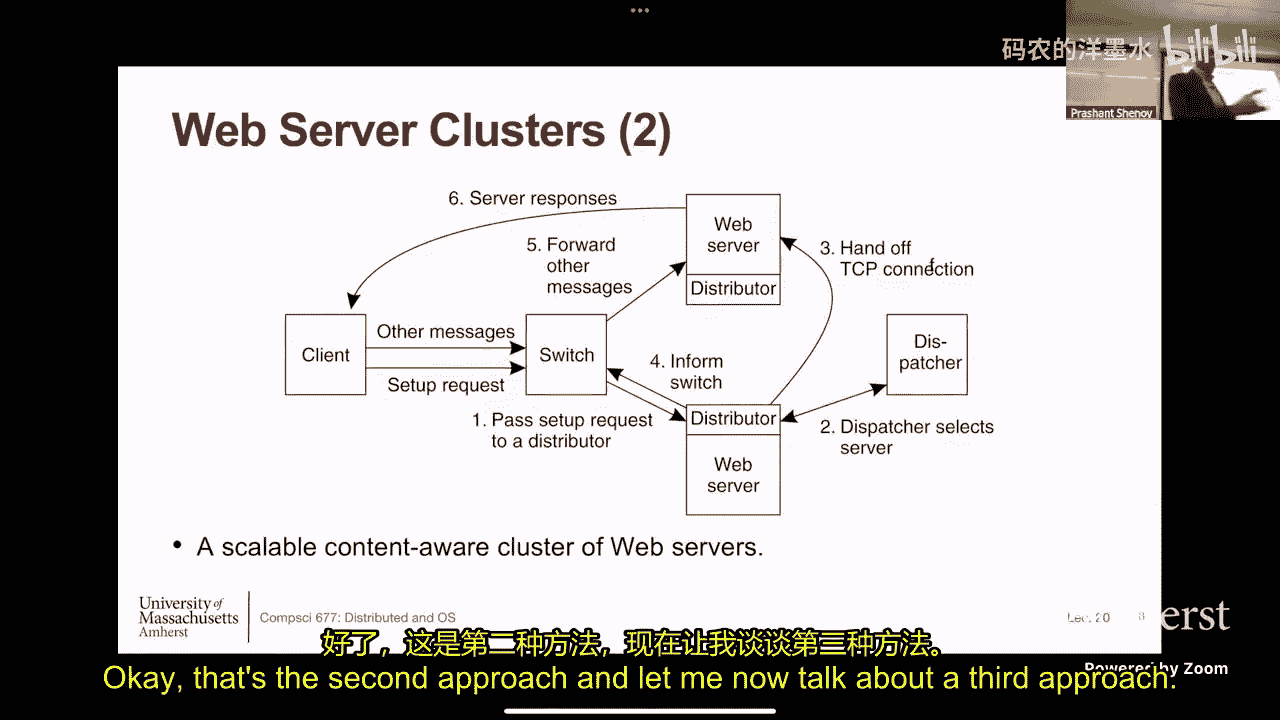 码农的洋墨水 bilibili
Prashant Shenoy
Web Server Clusters (2)
6. Server responses
Web
server
Distributor
5. Forward
other
messages
3. Hand off
TCP connection
Client
Other messages
Setup request
Switch
4. Inform
switch
Dis-
patcher
1. Pass setup request
to a distributor
Distributor
Web
server
2. Dispatcher selects
server
• A scalable content-aware cluster of Web servers.
University of
Massachusetts
Amherst
Compsci 677: Distributed and OS
Lec. 20
8
erst
好了，这是第二种方法，现在让我谈谈第三种方法。
Powered by Zoom
Okay, that's the second approach and let me now talk about a third approach.